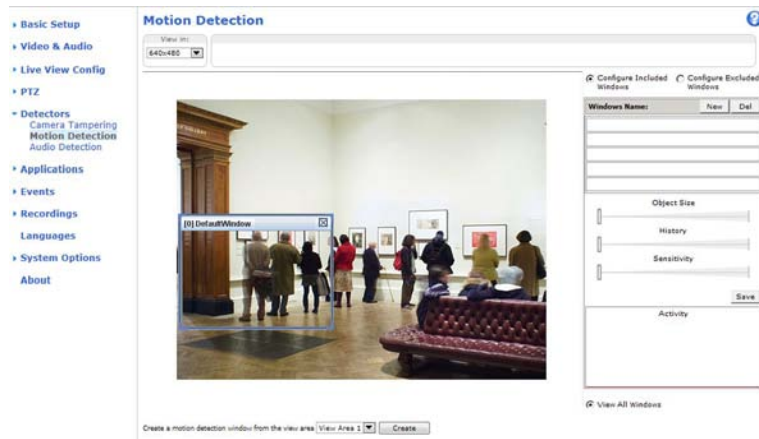 Basic Setup
Video & Audio
Live View Config
PTZ
Detectors
Camera Tampering
Motion Detection
Audio Detection
Applications
Events
Recordings
Languages
System Options
About
Motion Detection
View in:
640x480
Configure Included Windows
Configure Excluded Windows
Windows Name:
New Del
[0] DefaultWindow
Object Size
History
Sensitivity
Save
Activity
View All Windows
Create a motion detection window from the view area View Area 1 Create